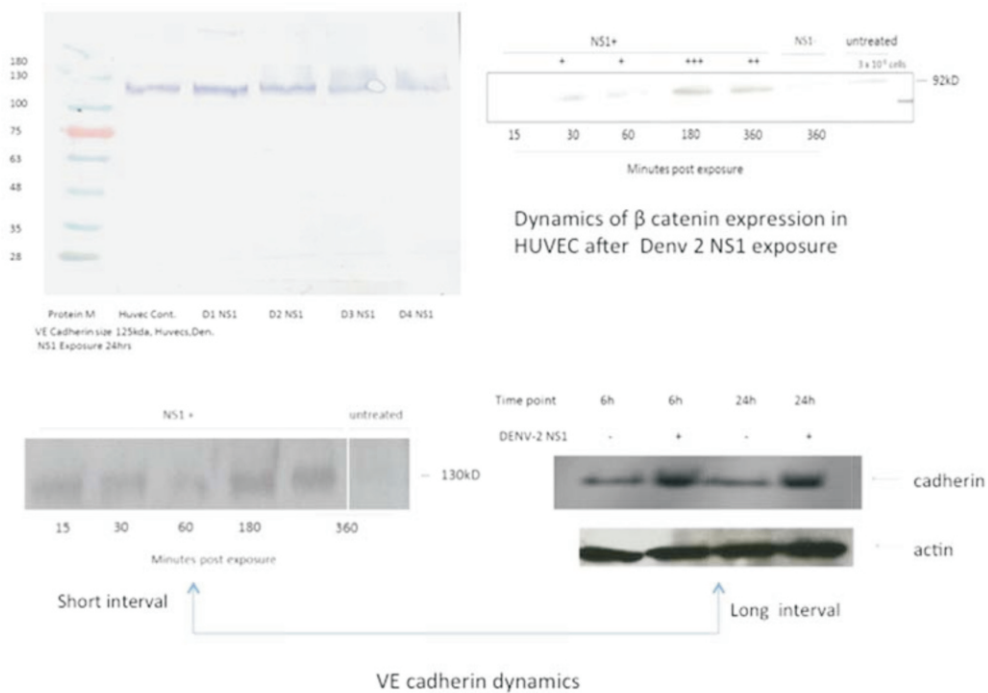 180
130
100
75
63
48
35
28
Protein M Huvec Cont. D1 NS1 D2 NS1 D3 NS1 D4 NS1
VE Cadherin size 125kda, Huvecs,Den.
NS1 Exposure 24hrs
NS1+ NS1- untreated
+ + +++ ++ 3 x 10⁵ cells
92kD
15 30 60 180 360 360
Minutes post exposure
Dynamics of β catenin expression in
HUVEC after Denv 2 NS1 exposure
NS1 + untreated
130kD
15 30 60 180 360
Minutes post exposure
Short interval
Time point 6h 6h 24h 24h
DENV-2 NS1 - + - +
cadherin
actin
Long interval
VE cadherin dynamics